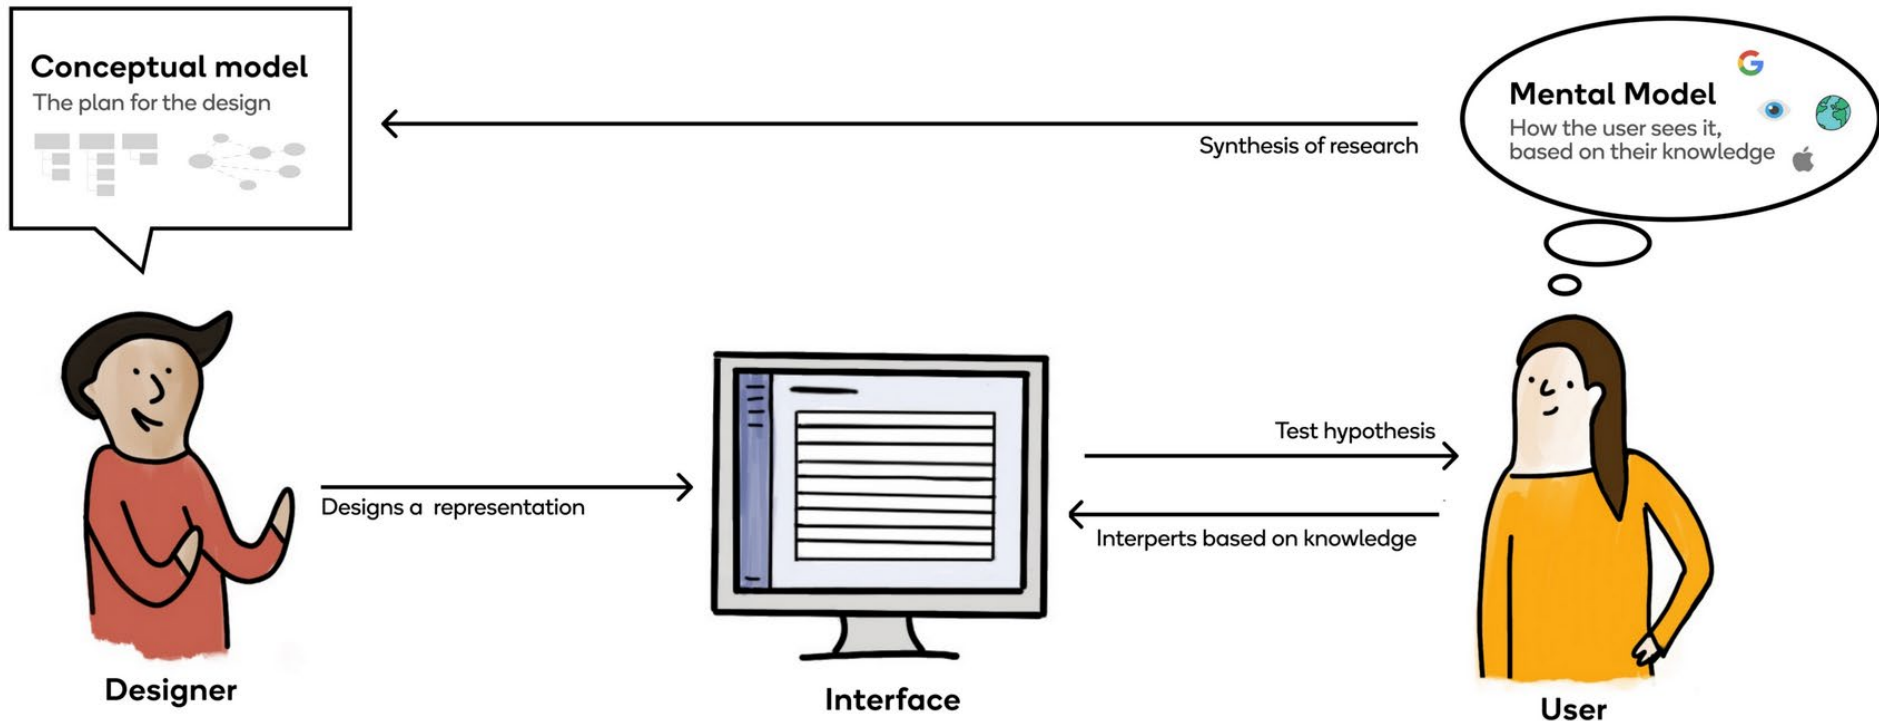 Conceptual model
The plan for the design
Mental Model
How the user sees it,
based on their knowledge
G
Synthesis of research
Designs a representation
Test hypothesis
Interperts based on knowledge
Designer
Interface
User